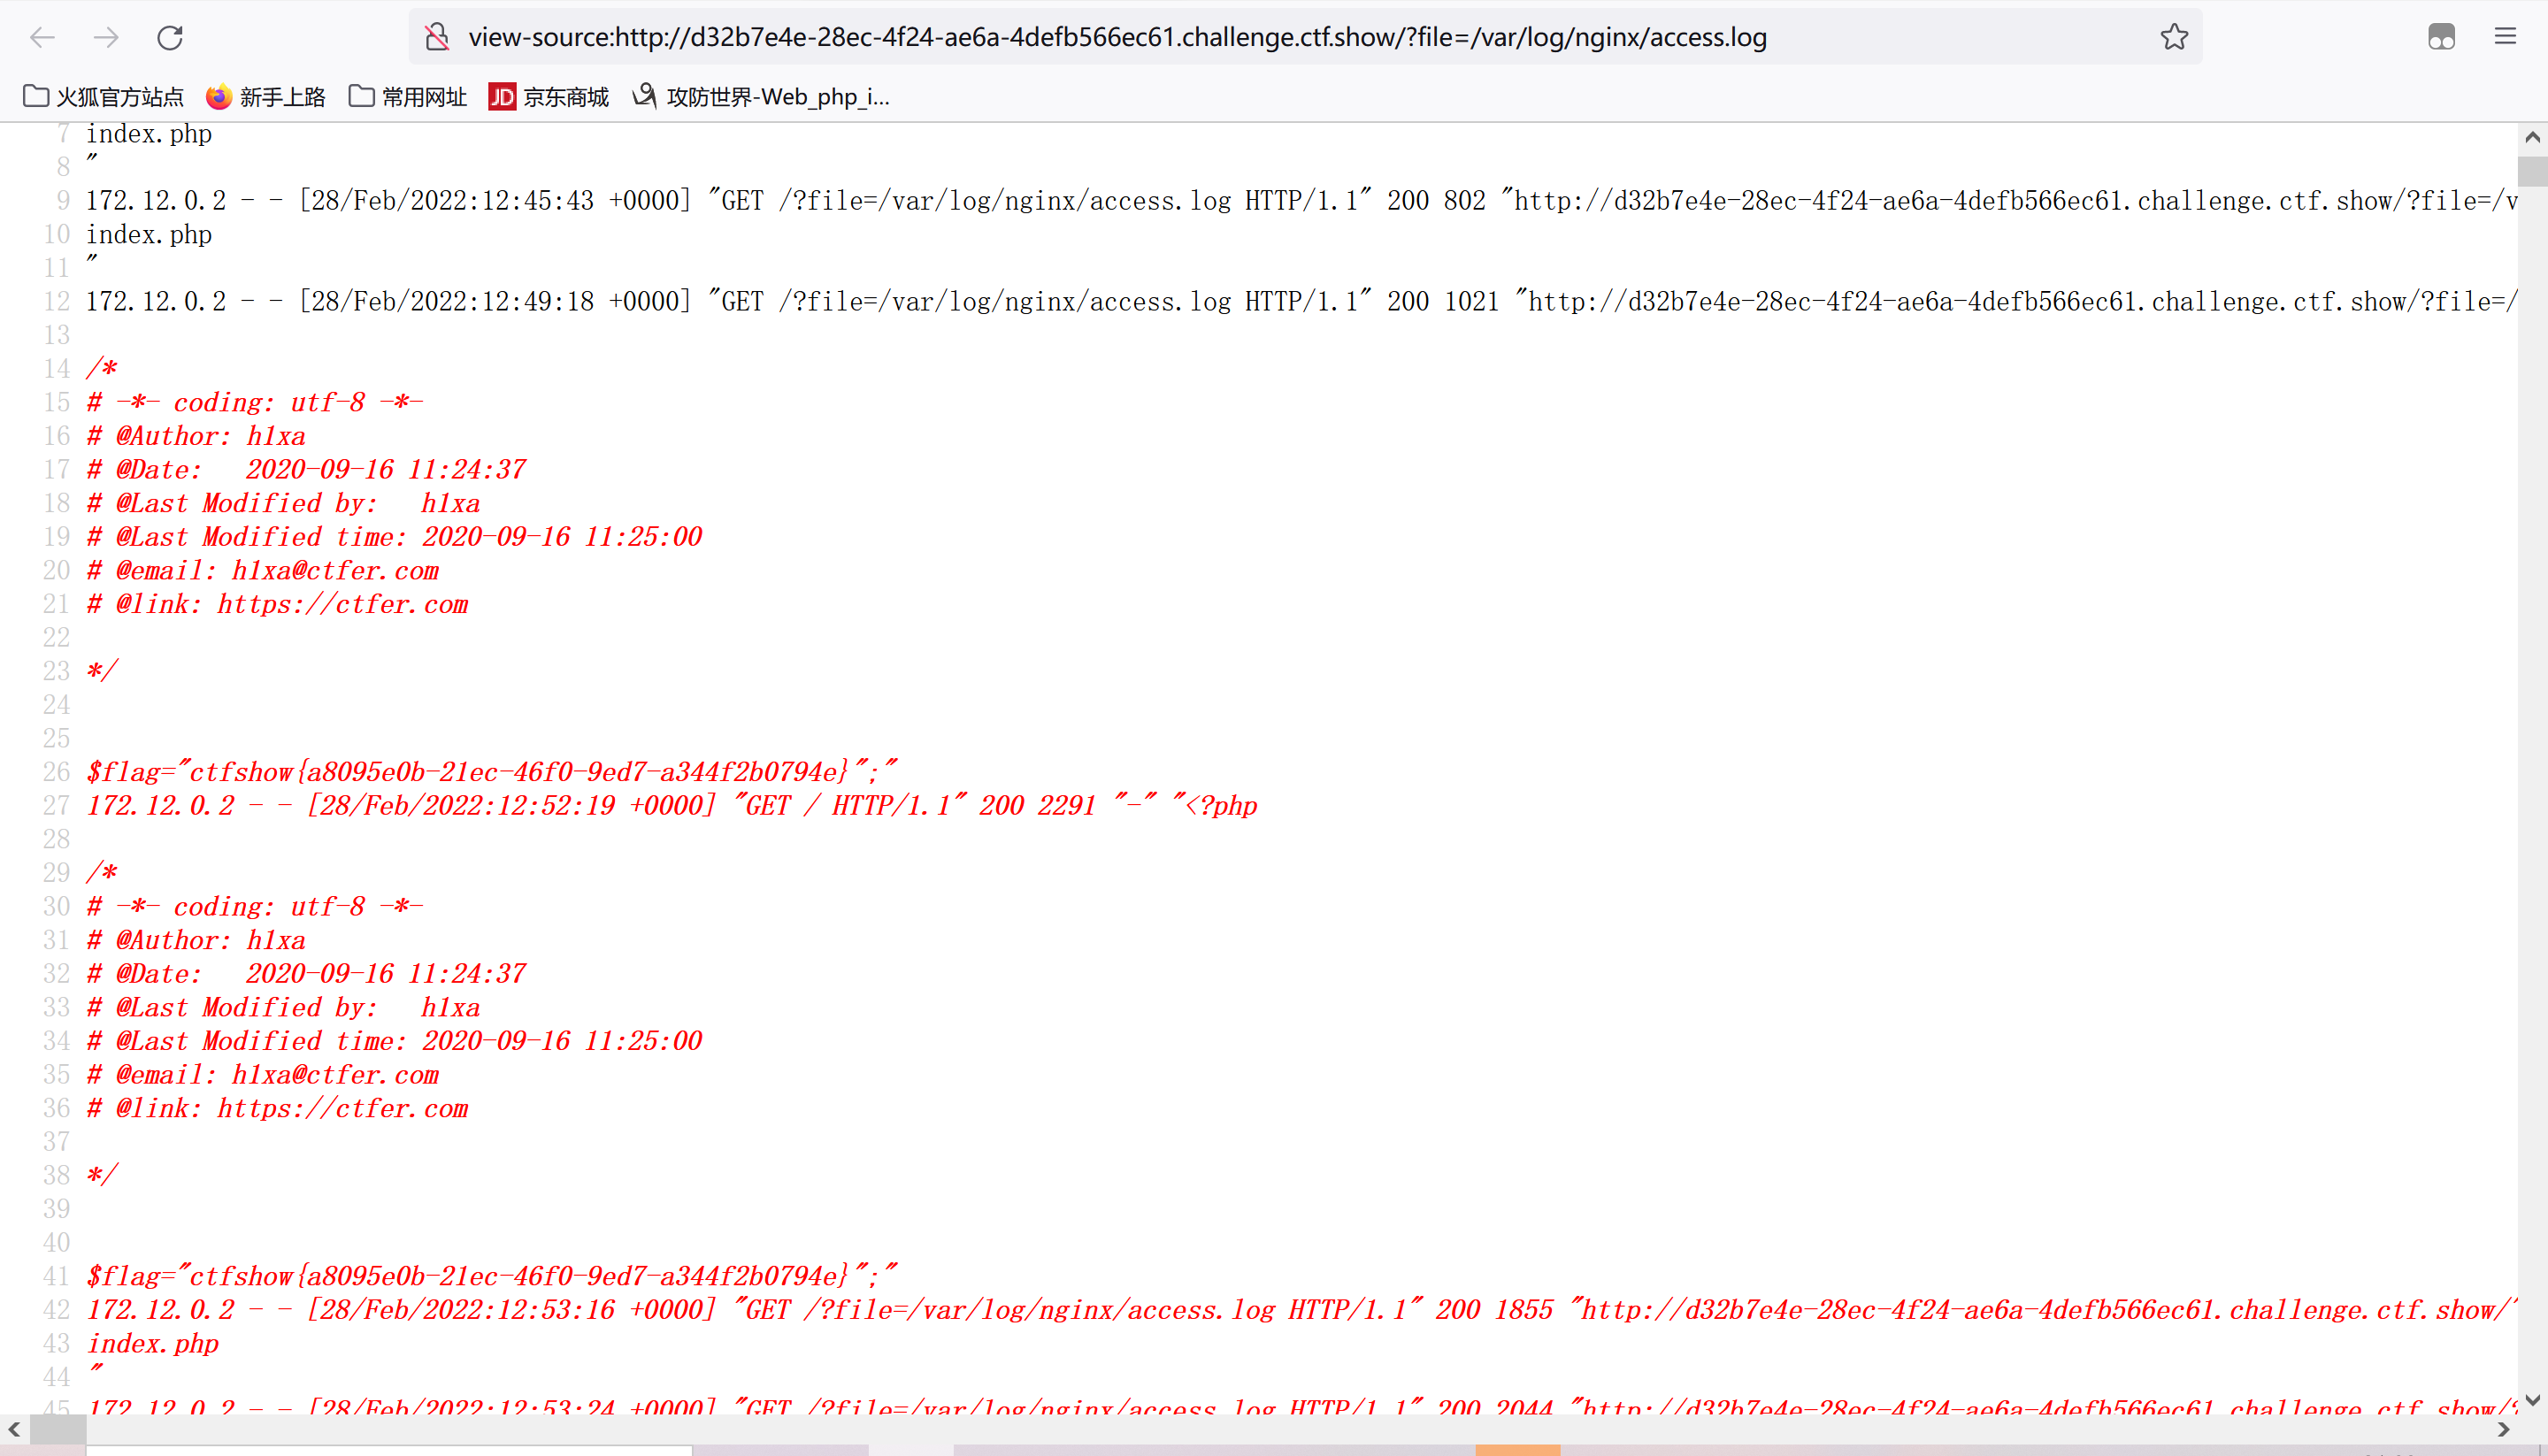 view-source:http://d32b7e4e-28ec-4f24-ae6a-4defb566ec61.challenge.ctf.show/?file=/var/log/nginx/access.log
火狐官方站点 新手上路 常用网址 JD 京东商城 攻防世界-Web_php_i...
7 index.php
8 "
9 172.12.0.2 - - [28/Feb/2022:12:45:43 +0000] "GET /?file=/var/log/nginx/access.log HTTP/1.1" 200 802 "http://d32b7e4e-28ec-4f24-ae6a-4defb566ec61.challenge.ctf.show/?file=/v
10 index.php
11 "
12 172.12.0.2 - - [28/Feb/2022:12:49:18 +0000] "GET /?file=/var/log/nginx/access.log HTTP/1.1" 200 1021 "http://d32b7e4e-28ec-4f24-ae6a-4defb566ec61.challenge.ctf.show/?file=/
13
14 /*
15 # -*- coding: utf-8 -*-
16 # @Author: h1xa
17 # @Date:   2020-09-16 11:24:37
18 # @Last Modified by:   h1xa
19 # @Last Modified time: 2020-09-16 11:25:00
20 # @email: h1xa@ctfer.com
21 # @link: https://ctfer.com
22
23 */
24
25
26 $flag="ctfshow{a8095e0b-21ec-46f0-9ed7-a344f2b0794e}";"
27 172.12.0.2 - - [28/Feb/2022:12:52:19 +0000] "GET / HTTP/1.1" 200 2291 "-" "<?php
28
29 /*
30 # -*- coding: utf-8 -*-
31 # @Author: h1xa
32 # @Date:   2020-09-16 11:24:37
33 # @Last Modified by:   h1xa
34 # @Last Modified time: 2020-09-16 11:25:00
35 # @email: h1xa@ctfer.com
36 # @link: https://ctfer.com
37
38 */
39
40
41 $flag="ctfshow{a8095e0b-21ec-46f0-9ed7-a344f2b0794e}";"
42 172.12.0.2 - - [28/Feb/2022:12:53:16 +0000] "GET /?file=/var/log/nginx/access.log HTTP/1.1" 200 1855 "http://d32b7e4e-28ec-4f24-ae6a-4defb566ec61.challenge.ctf.show/
43 index.php
44 "
45 172.12.0.2 - - [28/Feb/2022:12:53:24 +0000] "GET /?file=/var/log/nginx/access.log HTTP/1.1" 200 2044 "http://d32b7e4e-28ec-4f24-ae6a-4defb566ec61.challenge.ctf.show/?